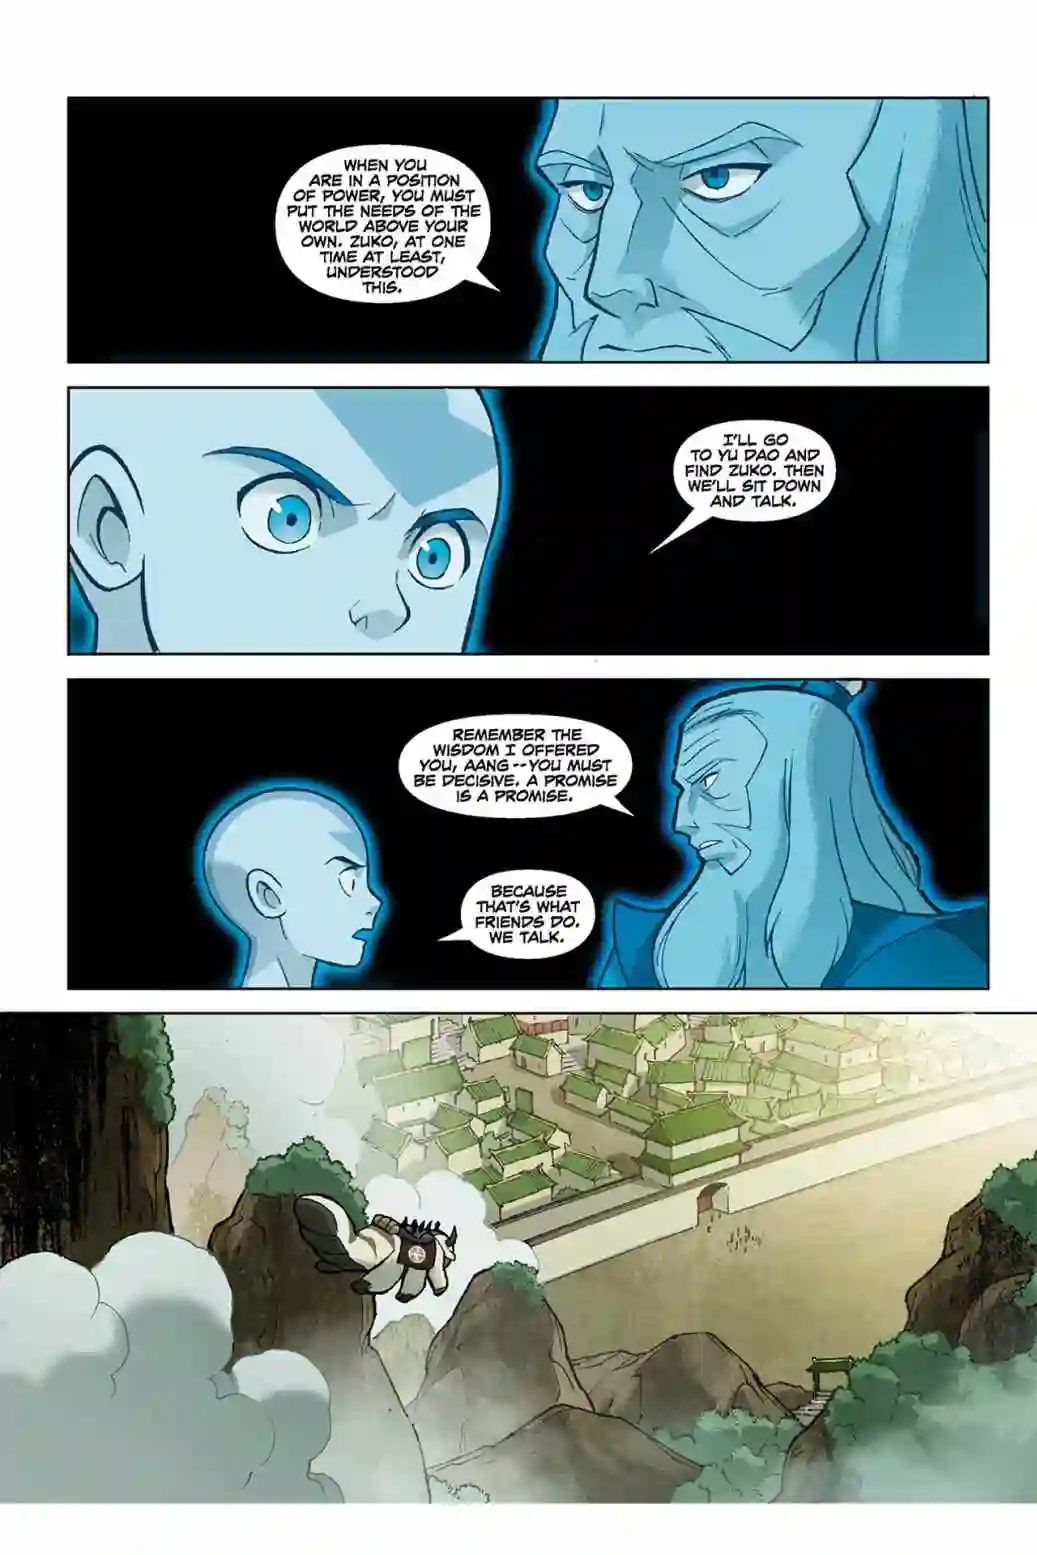 WHEN YOU
ARE IN A POSITION
OF POWER, YOU MUST
PUT THE NEEDS OF THE
WORLD ABOVE YOUR
OWN. ZUKO, AT ONE
TIME AT LEAST,
UNDERSTOOD
THIS.
I'LL GO
TO YU DAO AND
FIND ZUKO. THEN
WE'LL SIT DOWN
AND TALK.
REMEMBER THE
WISDOM I OFFERED
YOU, AANG--YOU MUST
BE DECISIVE. A PROMISE
IS A PROMISE.
BECAUSE
THAT'S WHAT
FRIENDS DO.
WE TALK.